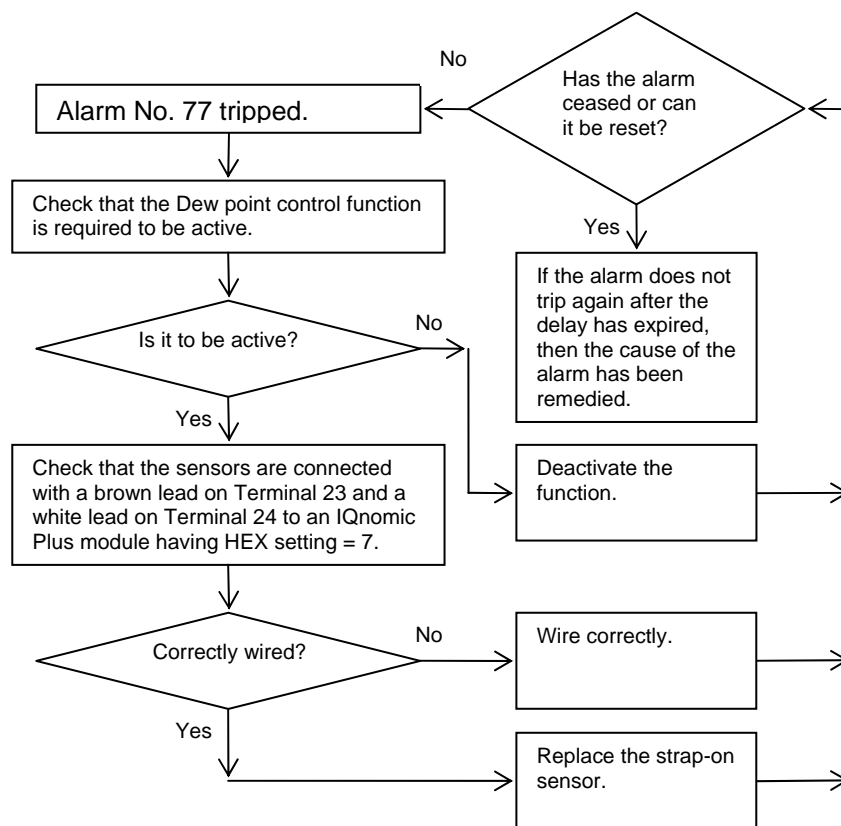 No
Has the alarm
ceased or can
it be reset?
Alarm No. 77 tripped.
Check that the Dew point control function
is required to be active.
Yes
If the alarm does not
trip again after the
delay has expired,
then the cause of the
alarm has been
remedied.
Is it to be active?
No
Yes
Check that the sensors are connected
with a brown lead on Terminal 23 and a
white lead on Terminal 24 to an IQnomic
Plus module having HEX setting = 7.
Deactivate the
function.
Correctly wired?
No
Wire correctly.
Yes
Replace the strap-on
sensor.